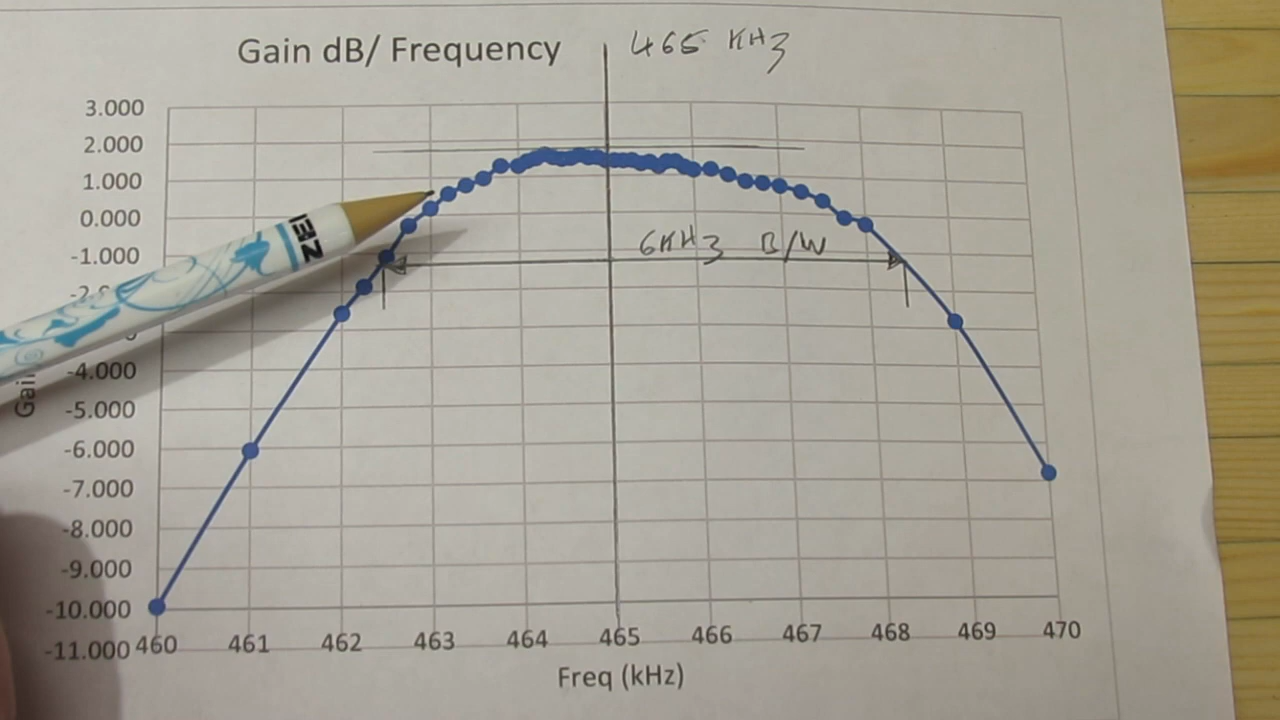 Gain dB/ Frequency
465 KHz
3.000
2.000
1.000
0.000
-1.000
6KHz B/W
-4.000
-5.000
-6.000
-7.000
-8.000
-9.000
-10.000
-11.000
460 461 462 463 464 465 466 467 468 469 470
Freq (kHz)